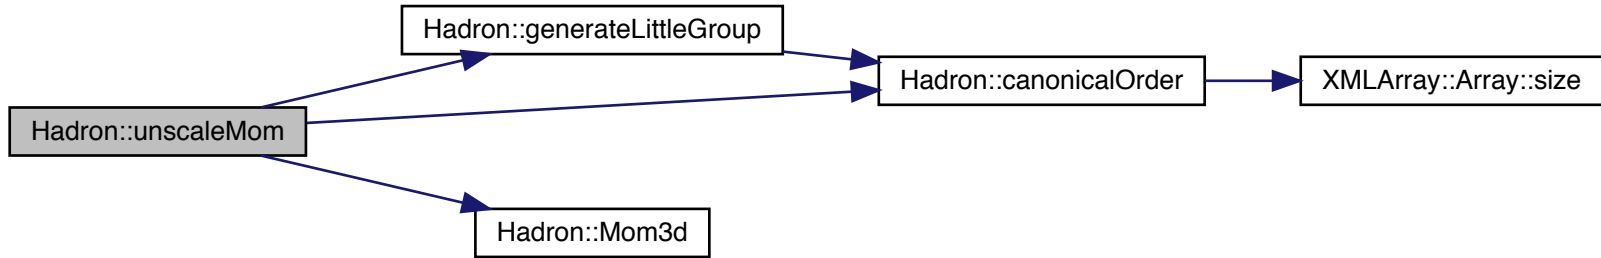 Hadron::generateLittleGroup
Hadron::canonicalOrder
XMLArray::Array::size
Hadron::unscaleMom
Hadron::Mom3d